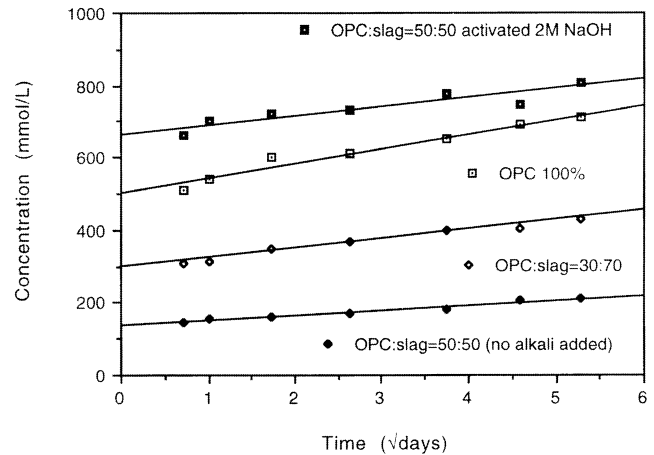 1000
OPC:slag=50:50 activated 2M NaOH
800
600
OPC 100%
400
OPC:slag=30:70
200
OPC:slag=50:50 (no alkali added)
0
0 1 2 3 4 5 6
Time (√days)
Concentration (mmol/L)